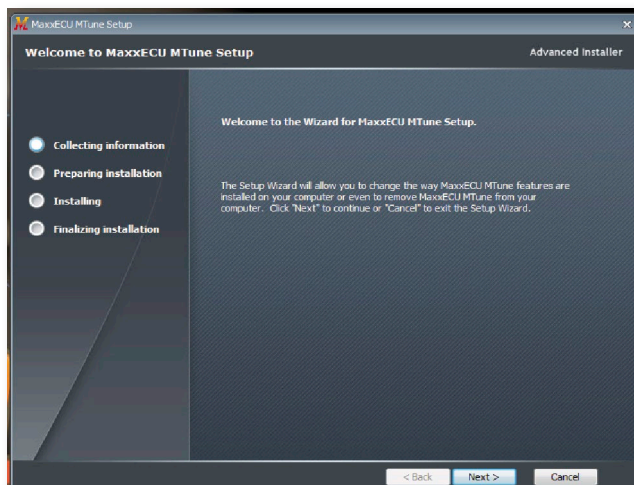 MaxxECU MTune Setup
Welcome to MaxxECU MTune Setup
Advanced Installer
Collecting information
Preparing installation
Installing
Finalizing installation
Welcome to the Wizard for MaxxECU MTune Setup.
The Setup Wizard will allow you to change the way MaxxECU MTune features are
installed on your computer or even to remove MaxxECU MTune from your
computer. Click "Next" to continue or "Cancel" to exit the Setup Wizard.
< Back
Next >
Cancel